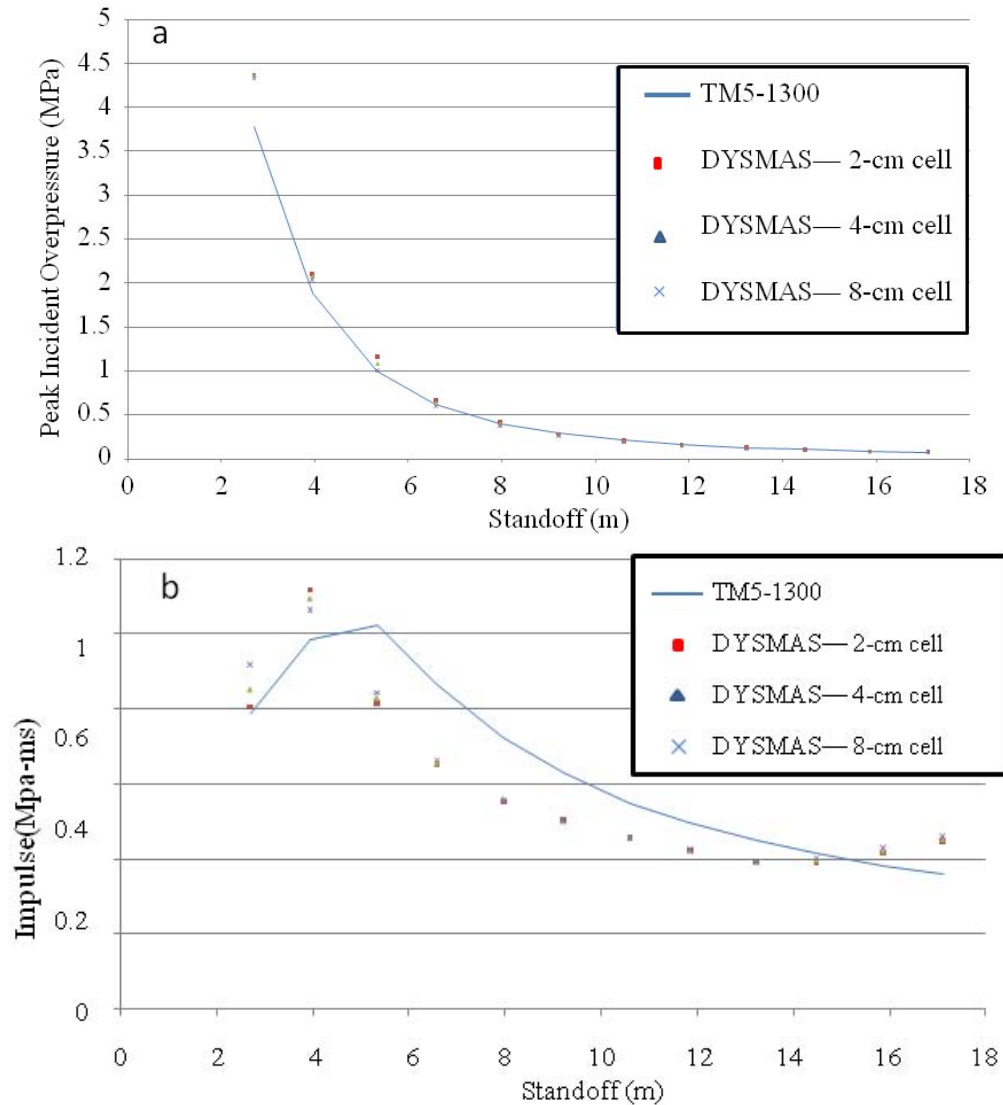 a
5
4.5
4
3.5
3
2.5
2
1.5
1
0.5
0
Peak Incident Overpressure (MPa)
TM5-1300
DYSMAS— 2-cm cell
DYSMAS— 4-cm cell
DYSMAS— 8-cm cell
0 2 4 6 8 10 12 14 16 18
Standoff (m)
b
1.2
1
0.6
0.4
0.2
0
Impulse(Mpa-ms)
TM5-1300
DYSMAS— 2-cm cell
DYSMAS— 4-cm cell
DYSMAS— 8-cm cell
0 2 4 6 8 10 12 14 16 18
Standoff (m)